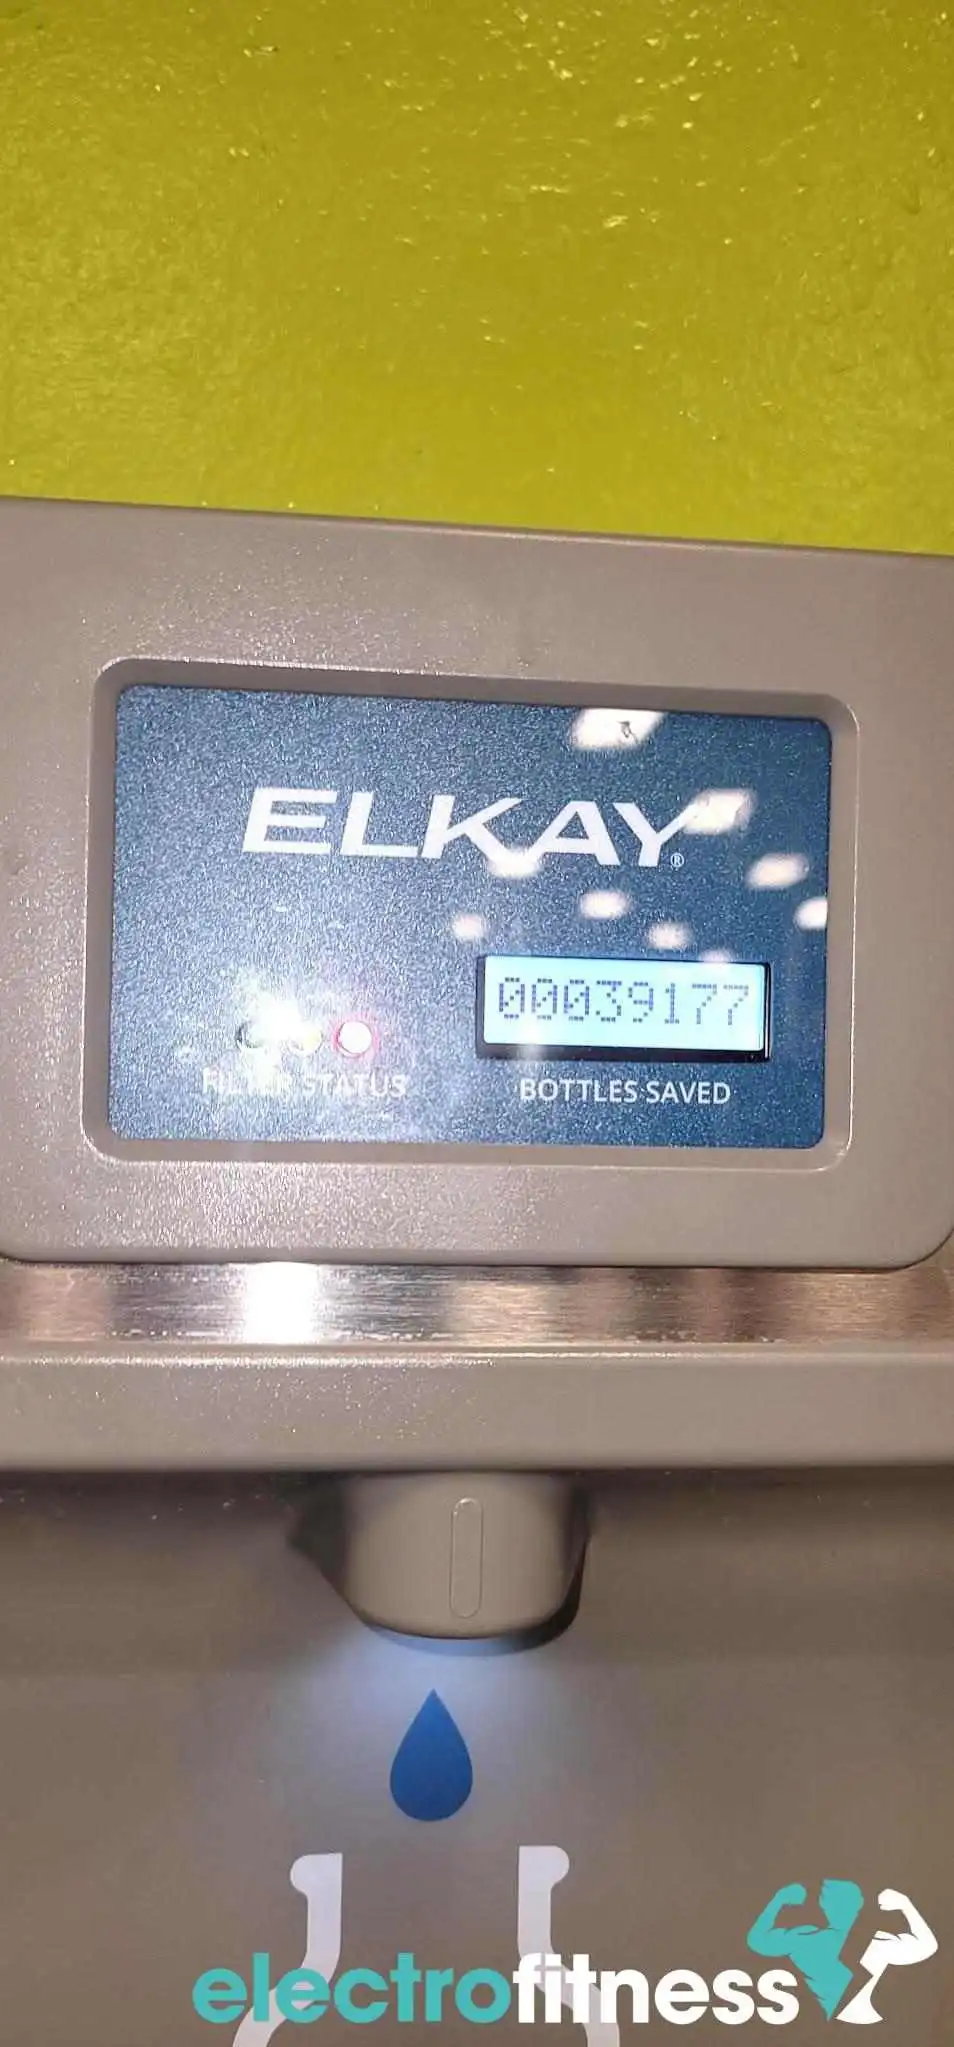 ELKAY®
00039177
FILTER STATUS
BOTTLES SAVED
electrofitness